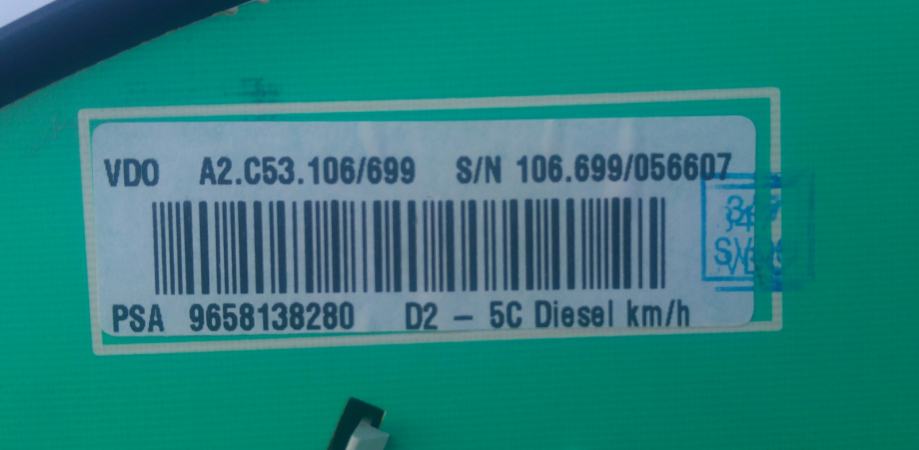 VDO A2.C53.106/699 S/N 106.699/056607
PSA 9658138280 D2 - 5C Diesel km/h